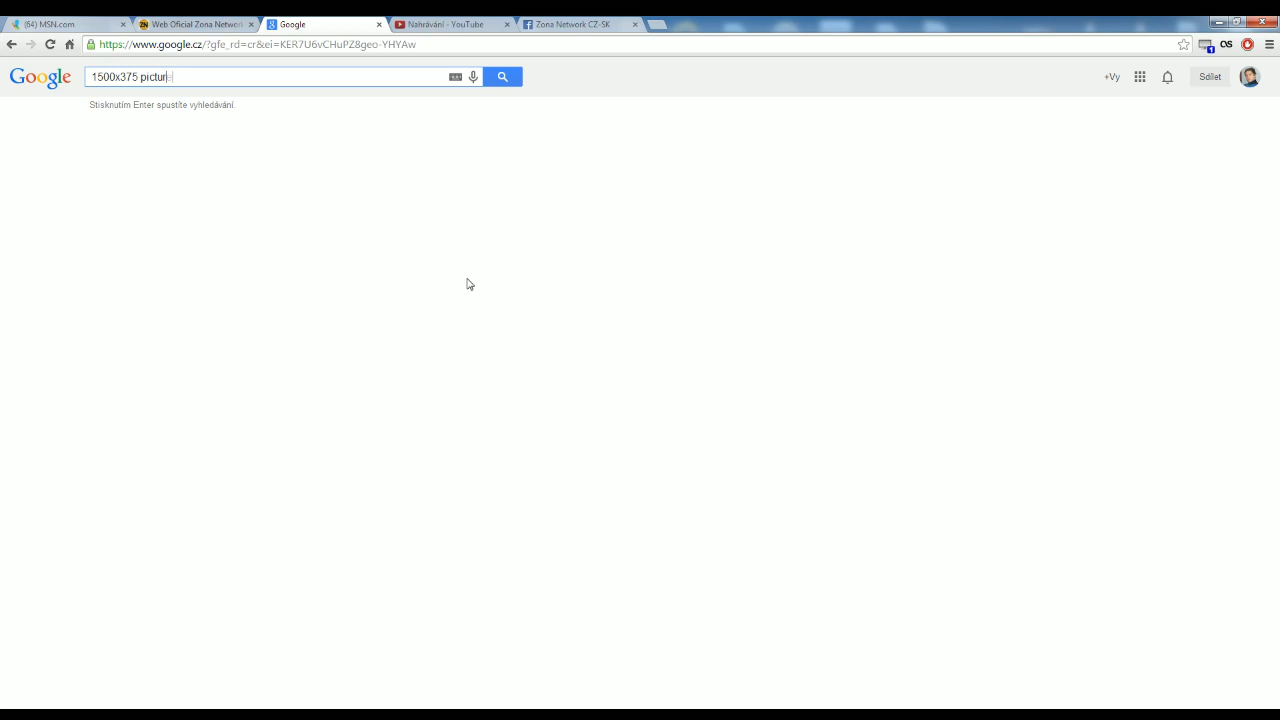 (64) MSN.com
Web Oficial Zona Network
Google
Nahrávání - YouTube
Zona Network CZ-SK
https://www.google.cz/?gfe_rd=cr&ei=KER7U6vCHuPZ8geo-YHYAw
Google
1500x375 picture
+Vy
Sdílet
Stisknutím Enter spustíte vyhledávání.